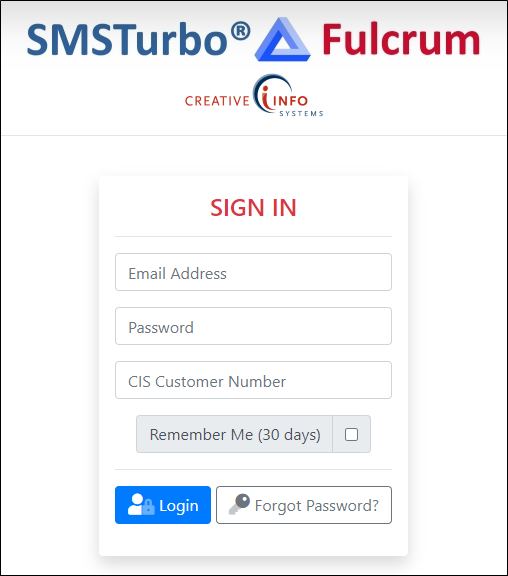 SMSTurbo® Fulcrum
CREATIVE INFO
SYSTEMS
SIGN IN
Email Address
Password
CIS Customer Number
Remember Me (30 days)
Login Forgot Password?